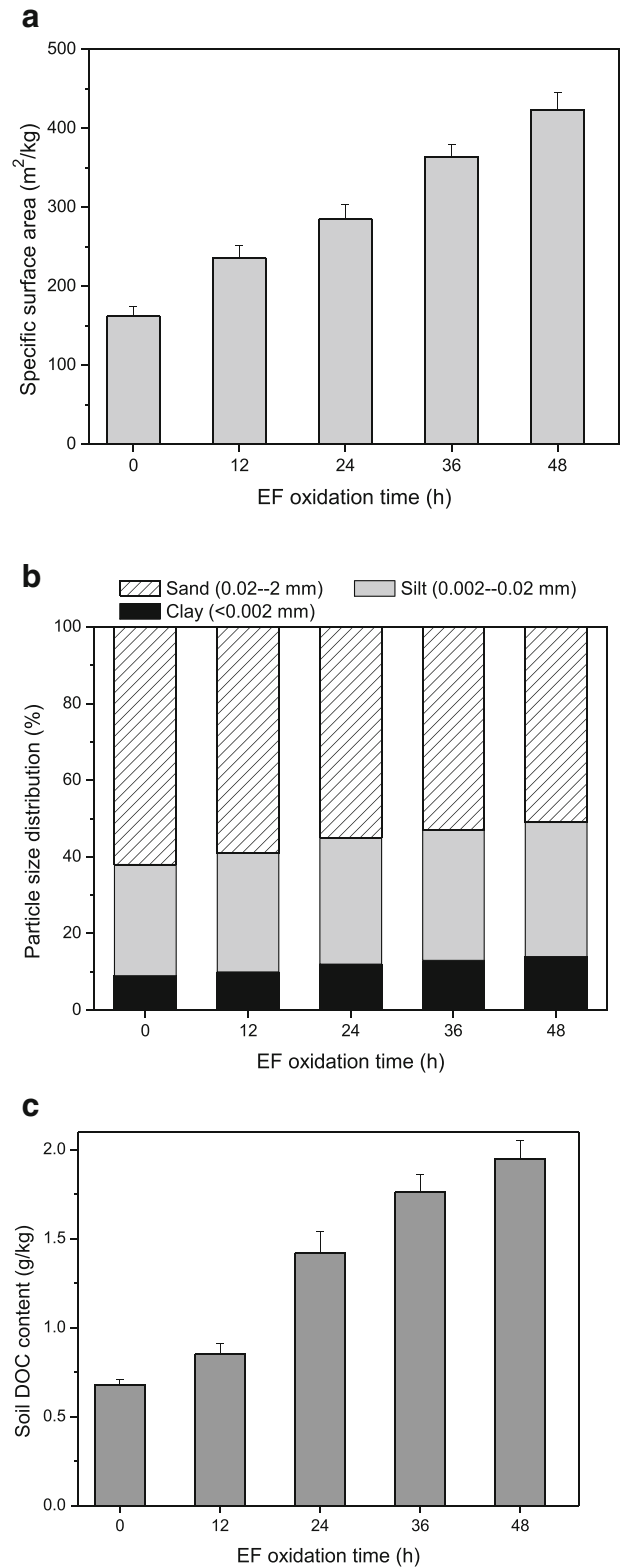 a
500
400
300
200
100
0
Specific surface area (m²/kg)
0 12 24 36 48
EF oxidation time (h)
b
Sand (0.02--2 mm) Silt (0.002--0.02 mm)
Clay (<0.002 mm)
100
80
60
40
20
0
Particle size distribution (%)
0 12 24 36 48
EF oxidation time (h)
c
2.0
1.5
1.0
0.5
0.0
Soil DOC content (g/kg)
0 12 24 36 48
EF oxidation time (h)